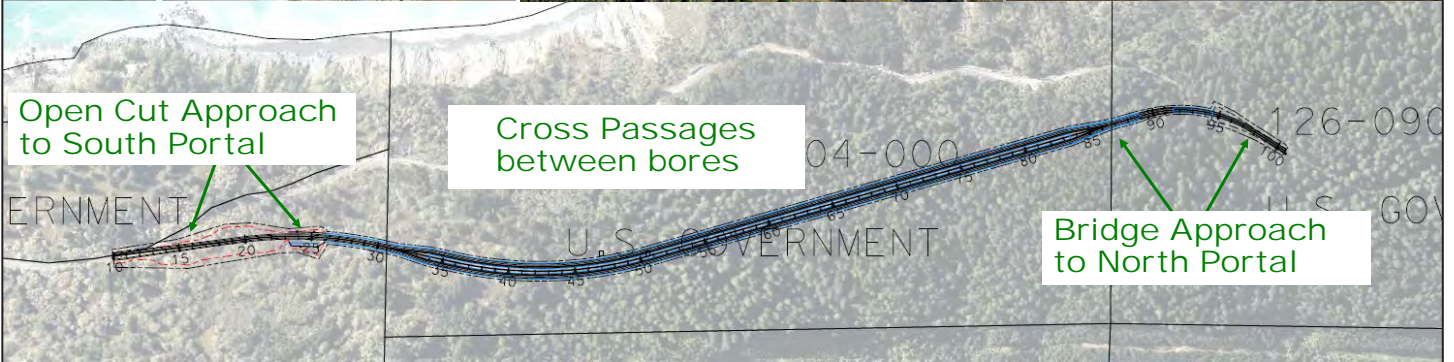 Open Cut Approach
to South Portal
Cross Passages
between bores
04-000
126-090
ERNMENT
U.S. GOVERNMENT
U.S. GOV
Bridge Approach
to North Portal
10
15
20
25
30
35
40
45
50
65
70
75
80
85
90
95
100